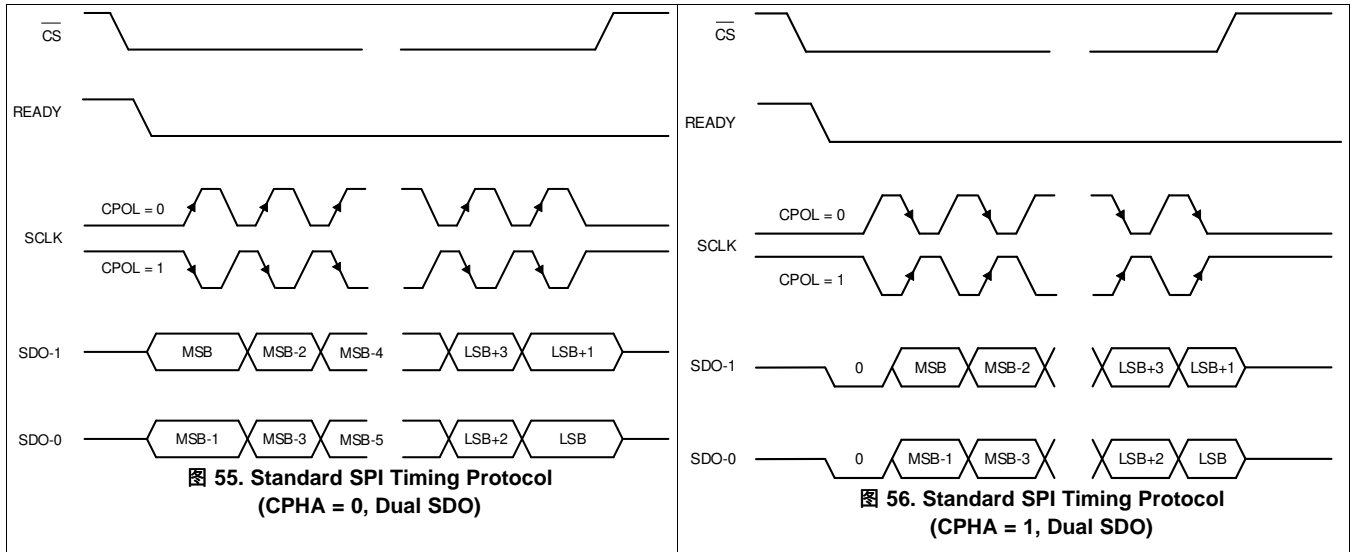 CS
READY
CPOL = 0
SCLK
CPOL = 1
SDO-1 MSB MSB-2 MSB-4 LSB+3 LSB+1
SDO-0 MSB-1 MSB-3 MSB-5 LSB+2 LSB
图 55. Standard SPI Timing Protocol
(CPHA = 0, Dual SDO)
CS
READY
CPOL = 0
SCLK
CPOL = 1
SDO-1 0 MSB MSB-2 LSB+3 LSB+1
SDO-0 0 MSB-1 MSB-3 LSB+2 LSB
图 56. Standard SPI Timing Protocol
(CPHA = 1, Dual SDO)